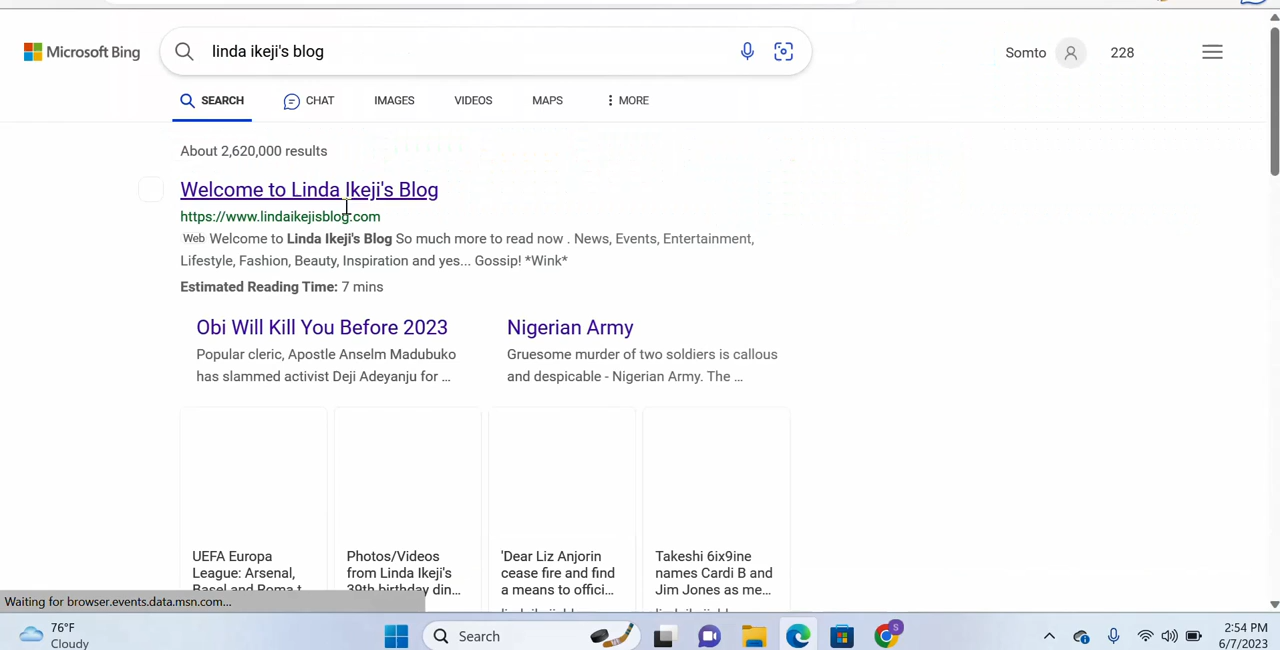 Microsoft Bing
linda ikeji's blog
Somto
228
SEARCH
CHAT
IMAGES
VIDEOS
MAPS
MORE
About 2,620,000 results
Welcome to Linda Ikeji's Blog
https://www.lindaikejisblog.com
Web Welcome to Linda Ikeji's Blog So much more to read now . News, Events, Entertainment,
Lifestyle, Fashion, Beauty, Inspiration and yes... Gossip! *Wink*
Estimated Reading Time: 7 mins
Obi Will Kill You Before 2023
Popular cleric, Apostle Anselm Madubuko
has slammed activist Deji Adeyanju for ...
Nigerian Army
Gruesome murder of two soldiers is callous
and despicable - Nigerian Army. The ...
UEFA Europa
League: Arsenal,
Basel and Roma t
Photos/Videos
from Linda Ikeji's
39th birthday din...
'Dear Liz Anjorin
cease fire and find
a means to offici...
Takeshi 6ix9ine
names Cardi B and
Jim Jones as me...
Waiting for browser.events.data.msn.com...
76°F
Cloudy
Search
S
2:54 PM
6/7/2023